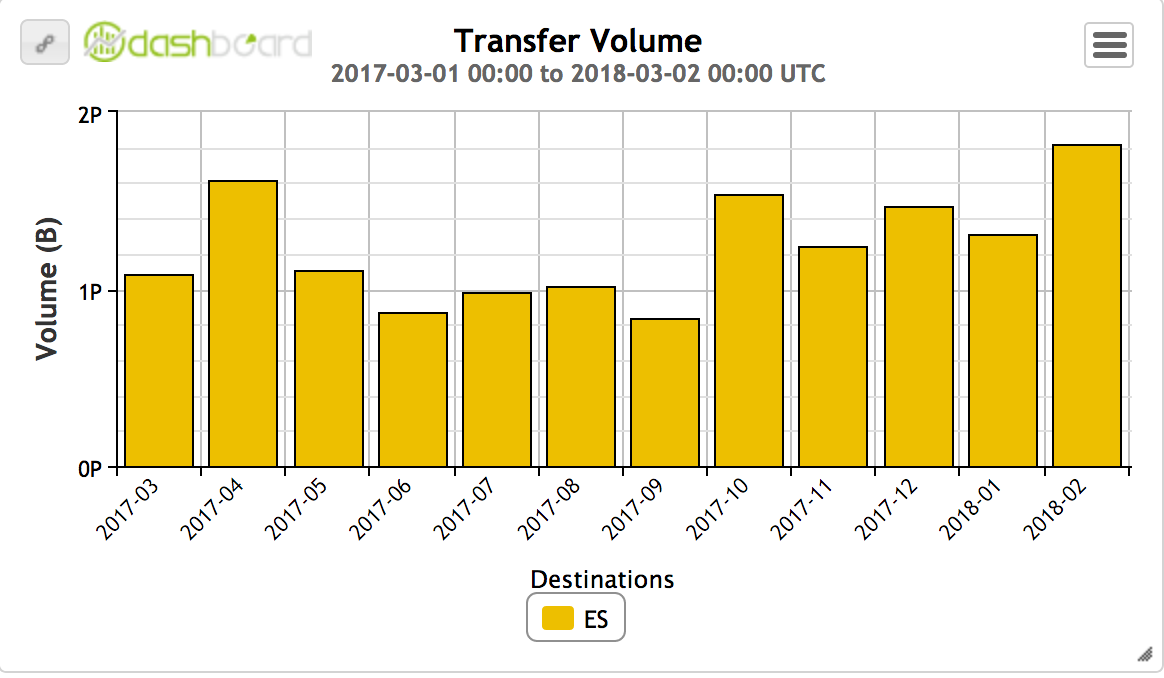 dashboard
Transfer Volume
2017-03-01 00:00 to 2018-03-02 00:00 UTC
Volume (B)
2P
1P
0P
2017-03
2017-04
2017-05
2017-06
2017-07
2017-08
2017-09
2017-10
2017-11
2017-12
2018-01
2018-02
Destinations
ES